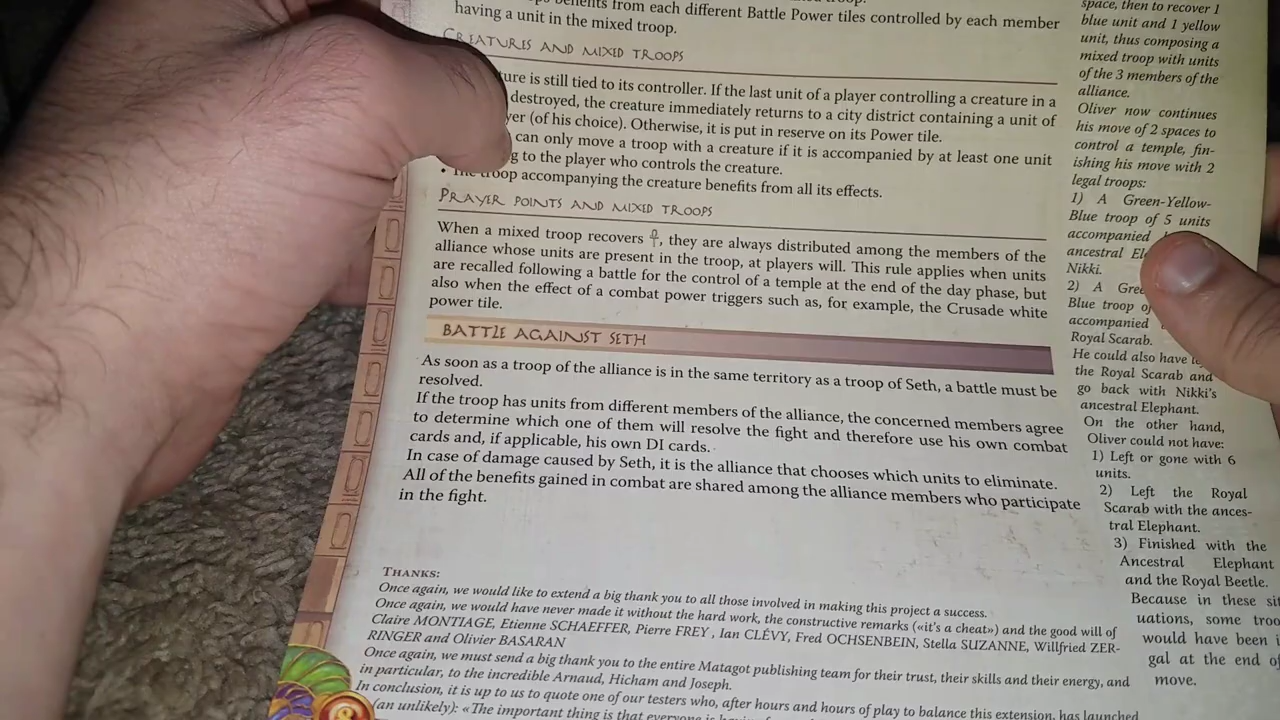 benefits from each different Battle Power tiles controlled by each member
having a unit in the mixed troop.
CREATURES AND MIXED TROOPS
is still tied to its controller. If the last unit of a player controlling a creature in a
destroyed, the creature immediately returns to a city district containing a unit of
(of his choice). Otherwise, it is put in reserve on its Power tile.
can only move a troop with a creature if it is accompanied by at least one unit
to the player who controls the creature.
• The troop accompanying the creature benefits from all its effects.
PRAYER POINTS AND MIXED TROOPS
When a mixed troop recovers ☥, they are always distributed among the members of the
alliance whose units are present in the troop, at players will. This rule applies when units
are recalled following a battle for the control of a temple at the end of the day phase, but
also when the effect of a combat power triggers such as, for example, the Crusade white
power tile.
BATTLE AGAINST SETH
As soon as a troop of the alliance is in the same territory as a troop of Seth, a battle must be
resolved.
If the troop has units from different members of the alliance, the concerned members agree
to determine which one of them will resolve the fight and therefore use his own combat
cards and, if applicable, his own DI cards.
In case of damage caused by Seth, it is the alliance that chooses which units to eliminate.
All of the benefits gained in combat are shared among the alliance members who participate
in the fight.
THANKS:
Once again, we would like to extend a big thank you to all those involved in making this project a success.
Once again, we would have never made it without the hard work, the constructive remarks («it's a cheat») and the good will of
Claire MONTIAGE, Etienne SCHAEFFER, Pierre FREY , Ian CLÉVY, Fred OCHSENBEIN, Stella SUZANNE, Willfried ZER-
RINGER and Olivier BASARAN
Once again, we must send a big thank you to the entire Matagot publishing team for their trust, their skills and their energy, and
in particular, to the incredible Arnaud, Hicham and Joseph.
In conclusion, it is up to us to quote one of our testers who, after hours and hours of play to balance this extension, has launched
(an unlikely): «The important thing is that everyone is
8
space, then to recover 1
blue unit and 1 yellow
unit, thus composing a
mixed troop with units
of the 3 members of the
alliance.
Oliver now continues
his move of 2 spaces to
control a temple, fin-
ishing his move with 2
legal troops:
1) A Green-Yellow-
Blue troop of 5 units
accompanied
ancestral
Nikki.
2) A
Blue troop
accompanied
Royal Scarab.
He could also have
the Royal Scarab and
go back with Nikki's
ancestral Elephant.
On the other hand,
Oliver could not have:
1) Left or gone with 6
units.
2) Left the Royal
Scarab with the ances-
tral Elephant.
3) Finished with the
Ancestral Elephant
and the Royal Beetle.
Because in these
uations, some
would have been
gal at the end of
move.